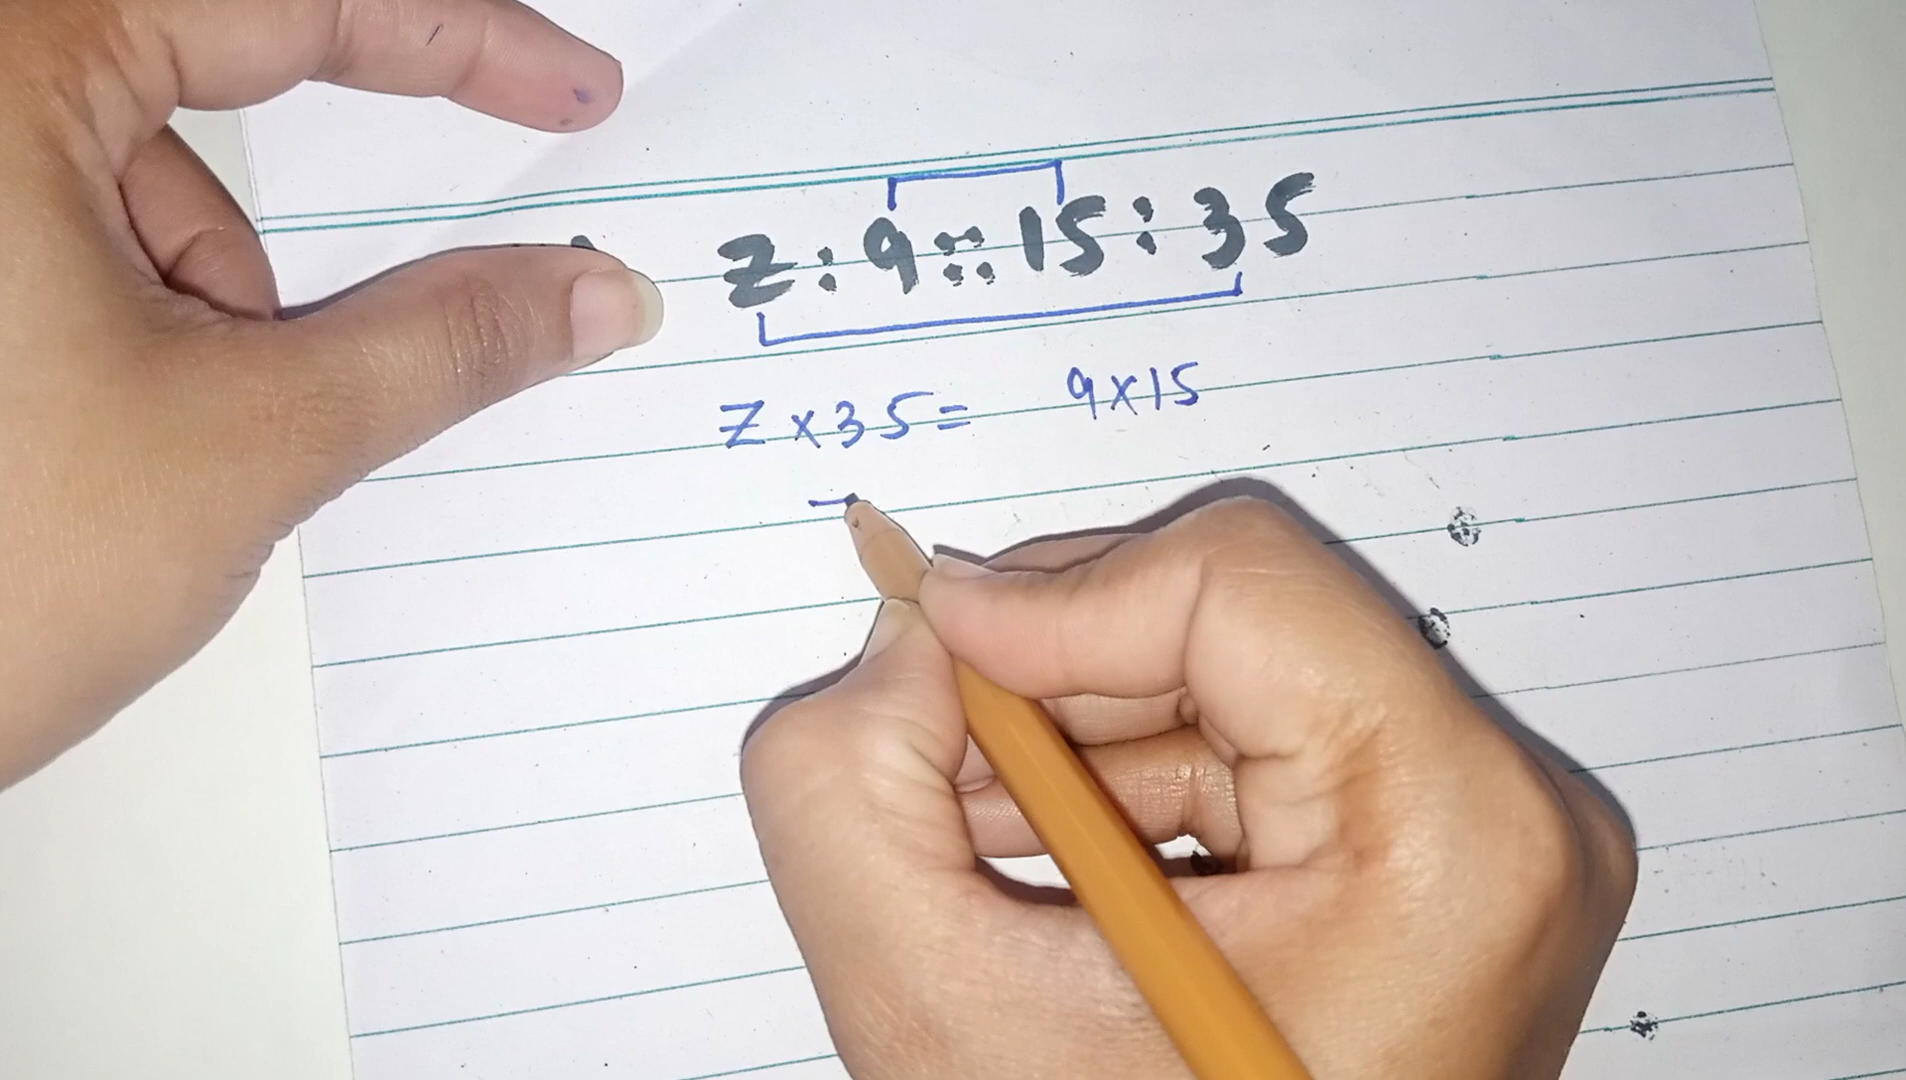 z : 9 :: 15 : 35
z × 35 = 9 × 15